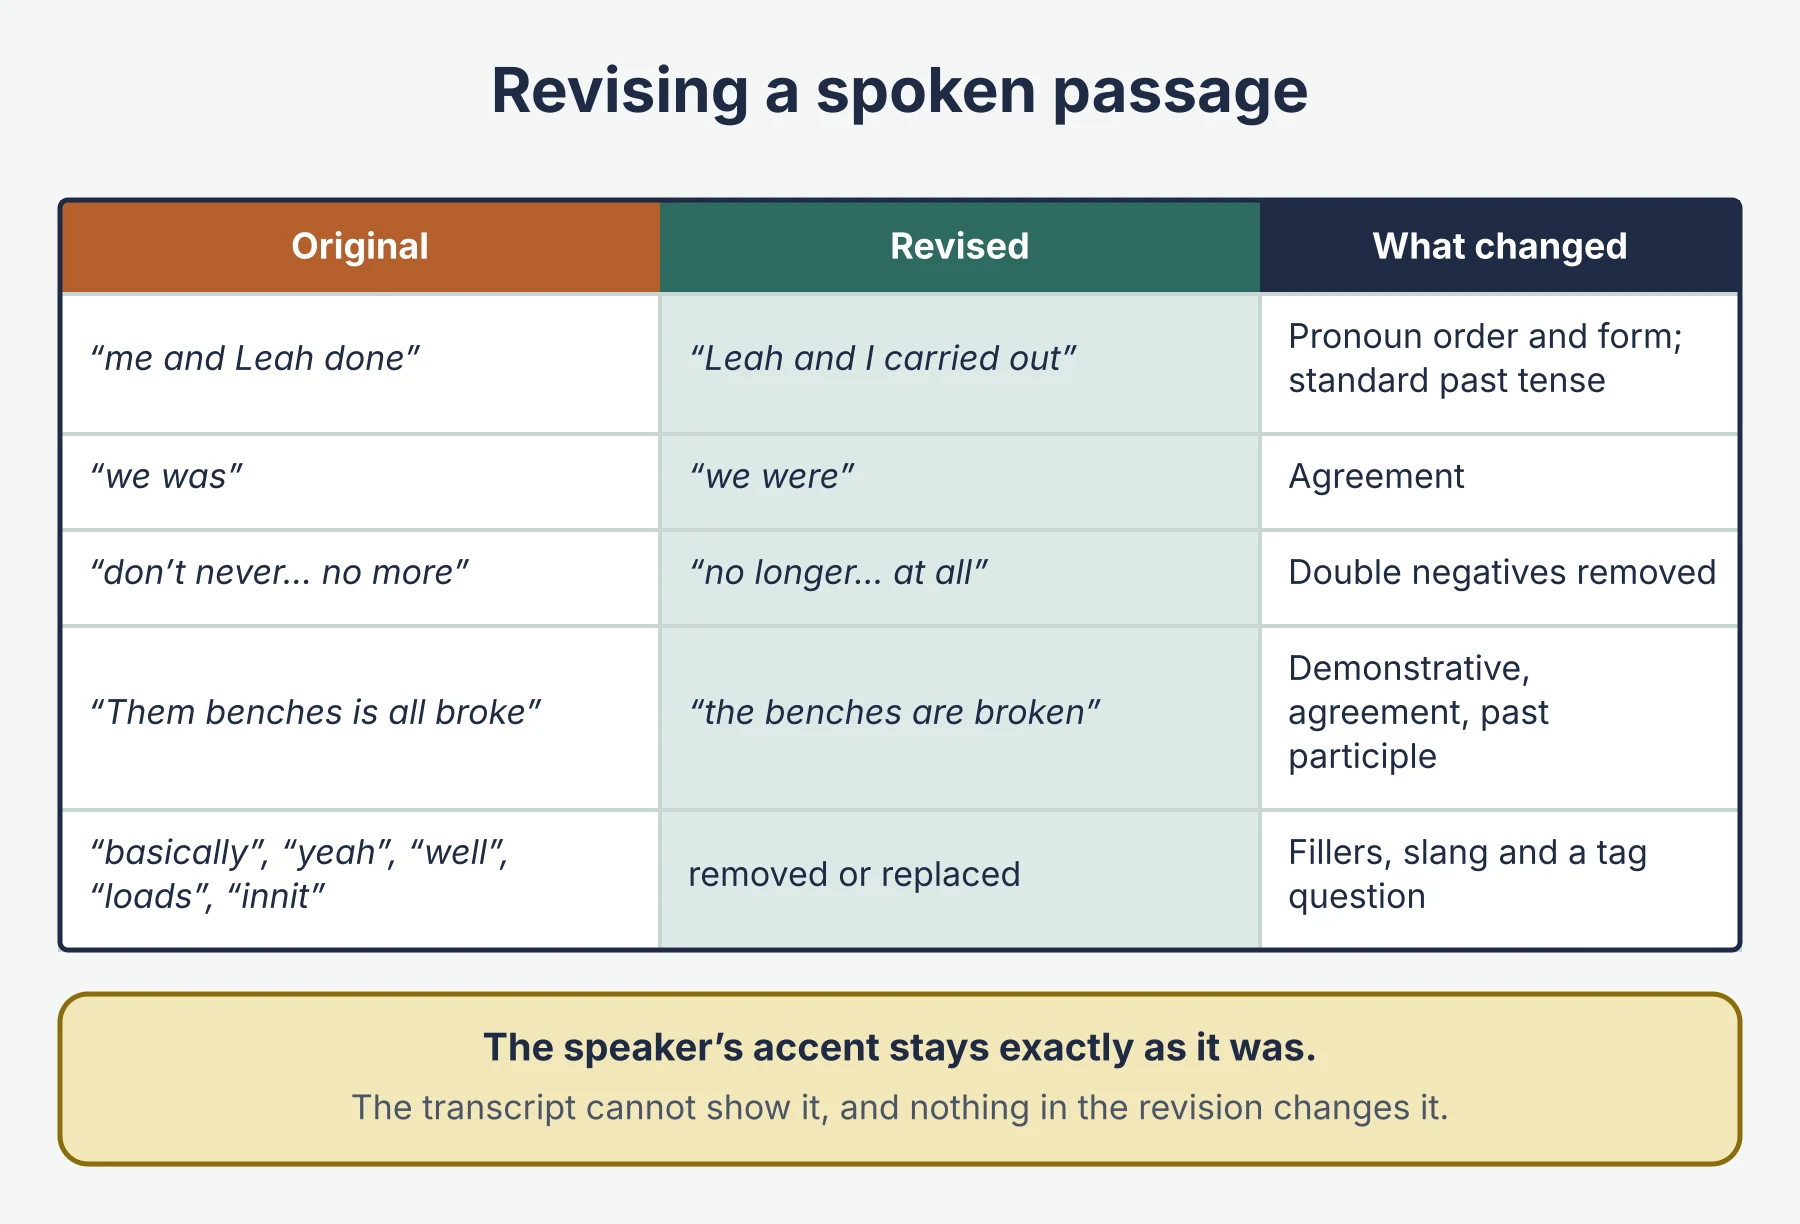 Revising a spoken passage
Original
Revised
What changed
“me and Leah done”
“Leah and I carried out”
Pronoun order and form;
standard past tense
“we was”
“we were”
Agreement
“don’t never... no more”
“no longer... at all”
Double negatives removed
“Them benches is all broke”
“the benches are broken”
Demonstrative,
agreement, past
participle
“basically”, “yeah”, “well”,
“loads”, “innit”
removed or replaced
Fillers, slang and a tag
question
The speaker’s accent stays exactly as it was.
The transcript cannot show it, and nothing in the revision changes it.